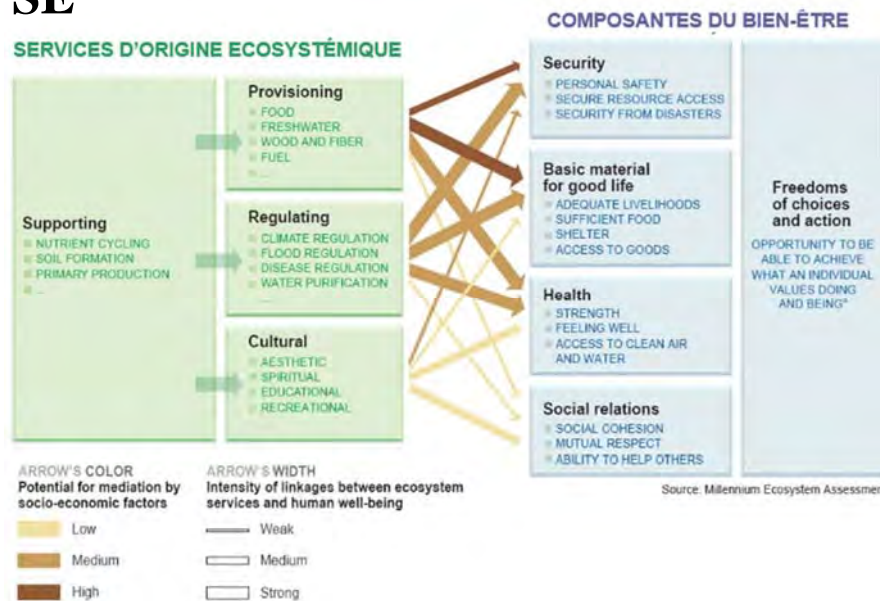 SE
COMPOSANTES DU BIEN-ÊTRE
SERVICES D'ORIGINE ECOSYSTÉMIQUE
Supporting
NUTRIENT CYCLING
SOIL FORMATION
PRIMARY PRODUCTION
...
Provisioning
FOOD
FRESHWATER
WOOD AND FIBER
FUEL
...
Regulating
CLIMATE REGULATION
FLOOD REGULATION
DISEASE REGULATION
WATER PURIFICATION
...
Cultural
AESTHETIC
SPIRITUAL
EDUCATIONAL
RECREATIONAL
Security
PERSONAL SAFETY
SECURE RESOURCE ACCESS
SECURITY FROM DISASTERS
Basic material
for good life
ADEQUATE LIVELIHOODS
SUFFICIENT FOOD
SHELTER
ACCESS TO GOODS
Health
STRENGTH
FEELING WELL
ACCESS TO CLEAN AIR
AND WATER
Social relations
SOCIAL COHESION
MUTUAL RESPECT
ABILITY TO HELP OTHERS
Freedoms
of choices
and action
OPPORTUNITY TO BE
ABLE TO ACHIEVE
WHAT AN INDIVIDUAL
VALUES DOING
AND BEING
Source: Millennium Ecosystem Assessmen
ARROW'S COLOR
Potential for mediation by
socio-economic factors
Low
Medium
High
ARROW'S WIDTH
Intensity of linkages between ecosystem
services and human well-being
Weak
Medium
Strong